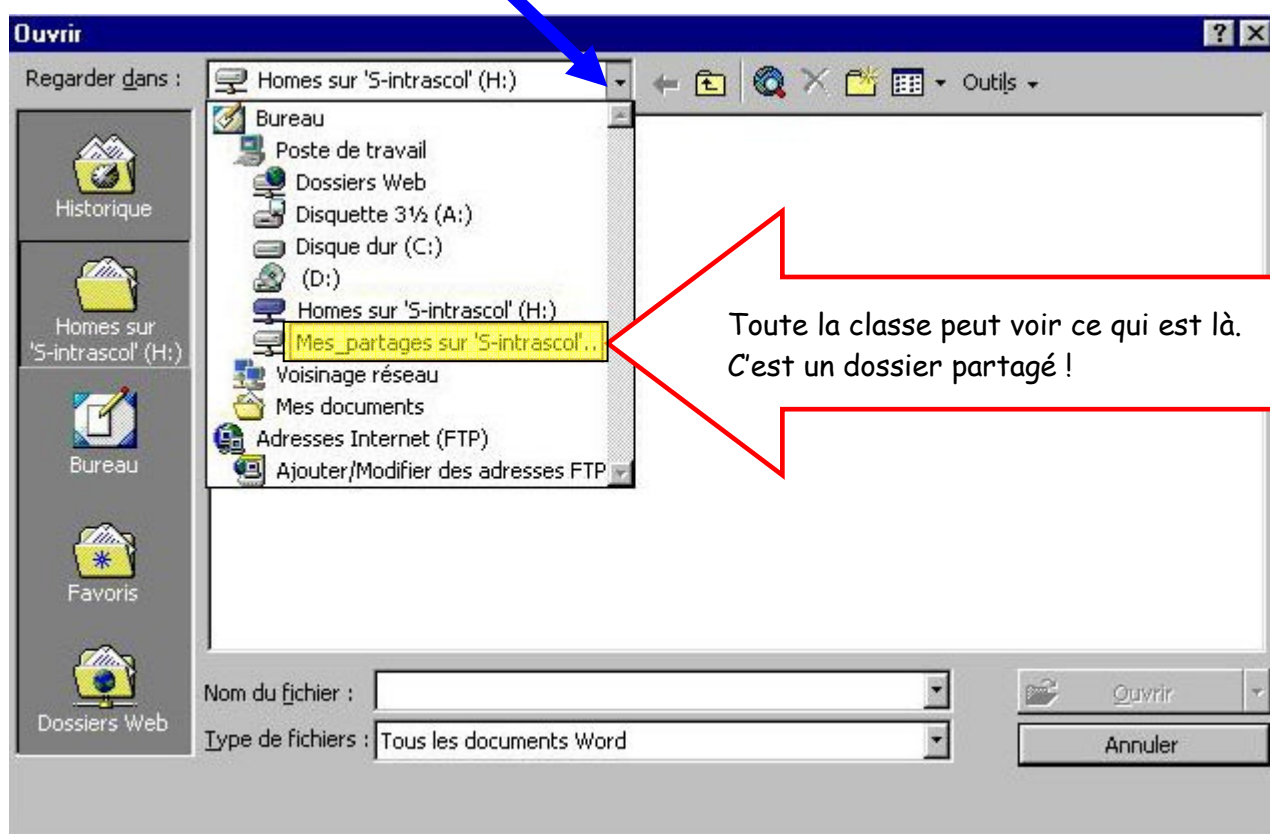 Ouvrir
Regarder dans :
Homes sur 'S-intrascol' (H:)
Outils
Bureau
Poste de travail
Dossiers Web
Disquette 3½ (A:)
Disque dur (C:)
(D:)
Homes sur 'S-intrascol' (H:)
Mes_partages sur 'S-intrascol'..
Voisinage réseau
Mes documents
Adresses Internet (FTP)
Ajouter/Modifier des adresses FTP
Historique
Homes sur
'S-intrascol' (H:)
Bureau
Favoris
Dossiers Web
Toute la classe peut voir ce qui est là.
C'est un dossier partagé !
Nom du fichier :
Ouvrir
Type de fichiers : Tous les documents Word
Annuler